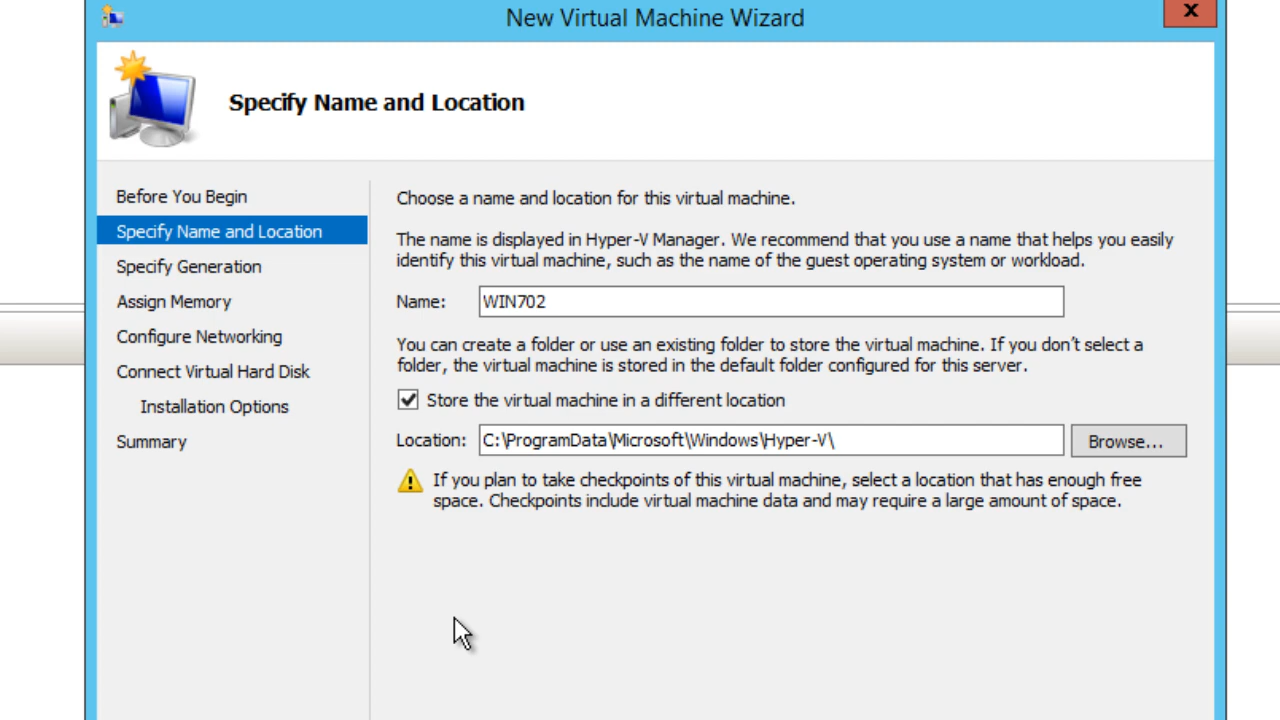 New Virtual Machine Wizard
X
Specify Name and Location
Before You Begin
Specify Name and Location
Specify Generation
Assign Memory
Configure Networking
Connect Virtual Hard Disk
Installation Options
Summary
Choose a name and location for this virtual machine.
The name is displayed in Hyper-V Manager. We recommend that you use a name that helps you easily
identify this virtual machine, such as the name of the guest operating system or workload.
Name: WIN702
You can create a folder or use an existing folder to store the virtual machine. If you don't select a
folder, the virtual machine is stored in the default folder configured for this server.
Store the virtual machine in a different location
Location: C:\ProgramData\Microsoft\Windows\Hyper-V\ Browse...
If you plan to take checkpoints of this virtual machine, select a location that has enough free
space. Checkpoints include virtual machine data and may require a large amount of space.